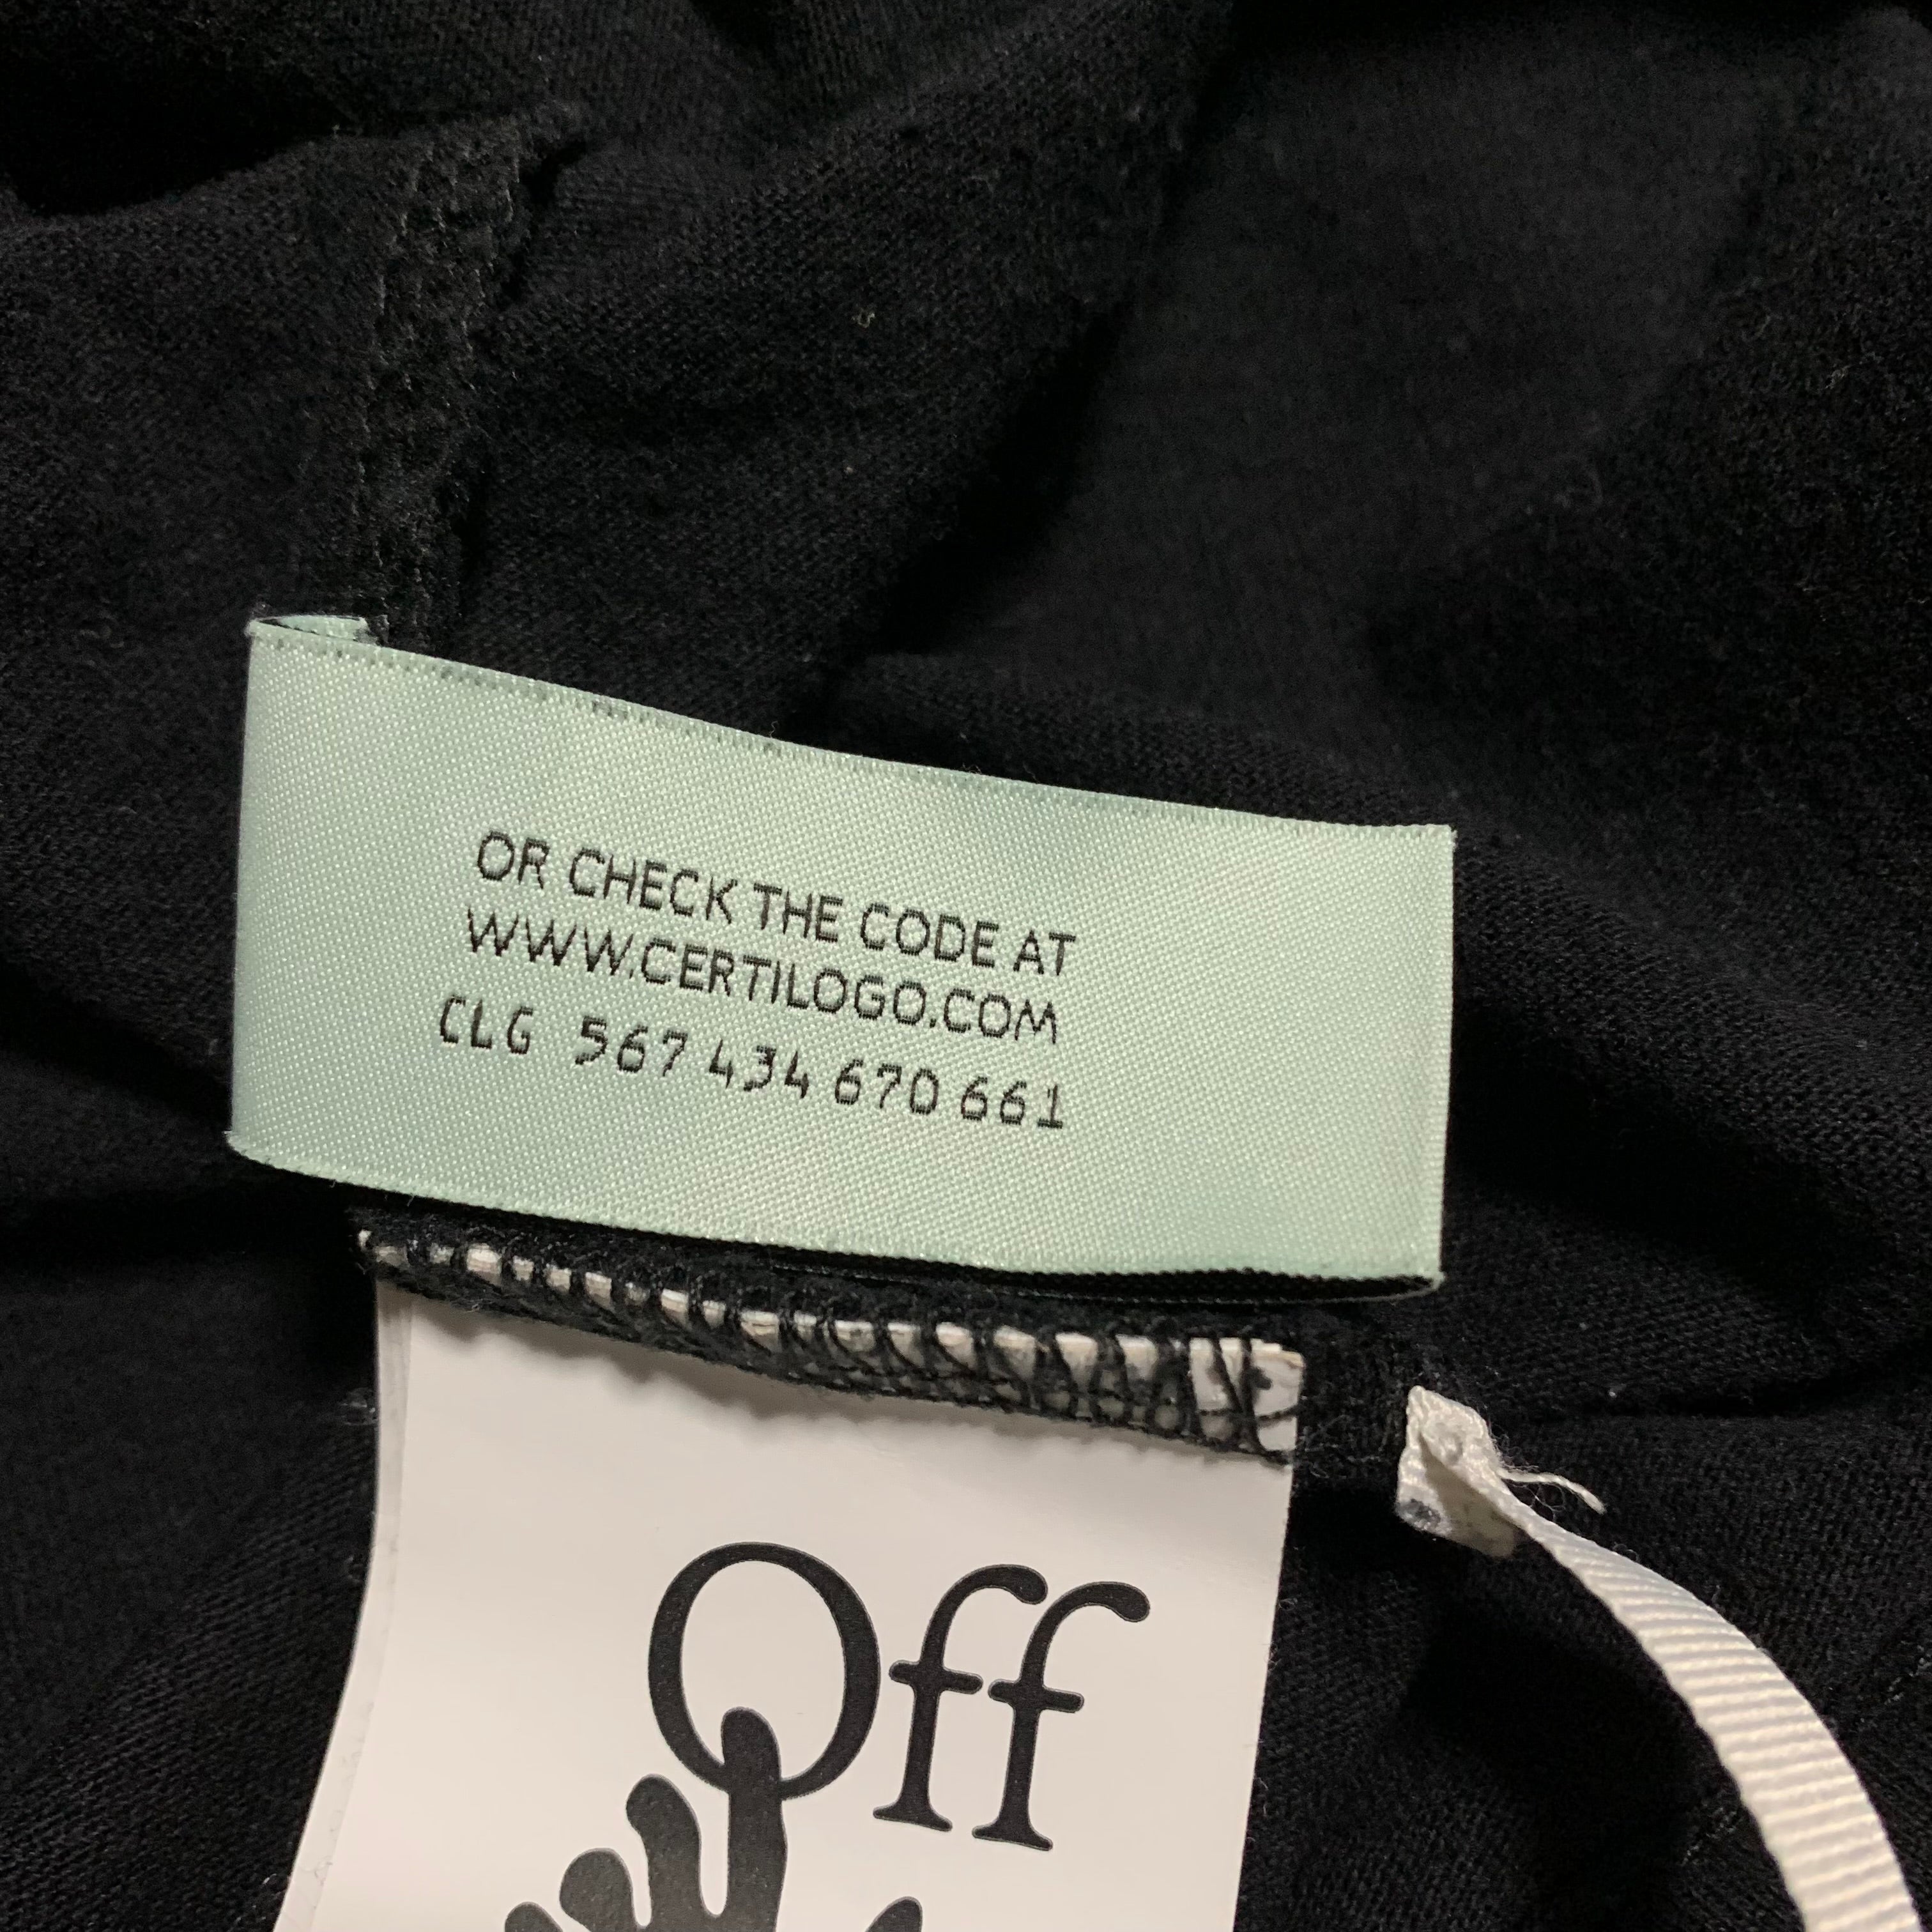 OR CHECK THE CODE AT
WWW.CERTILOGO.COM
CLG 567 434 670 661
Off